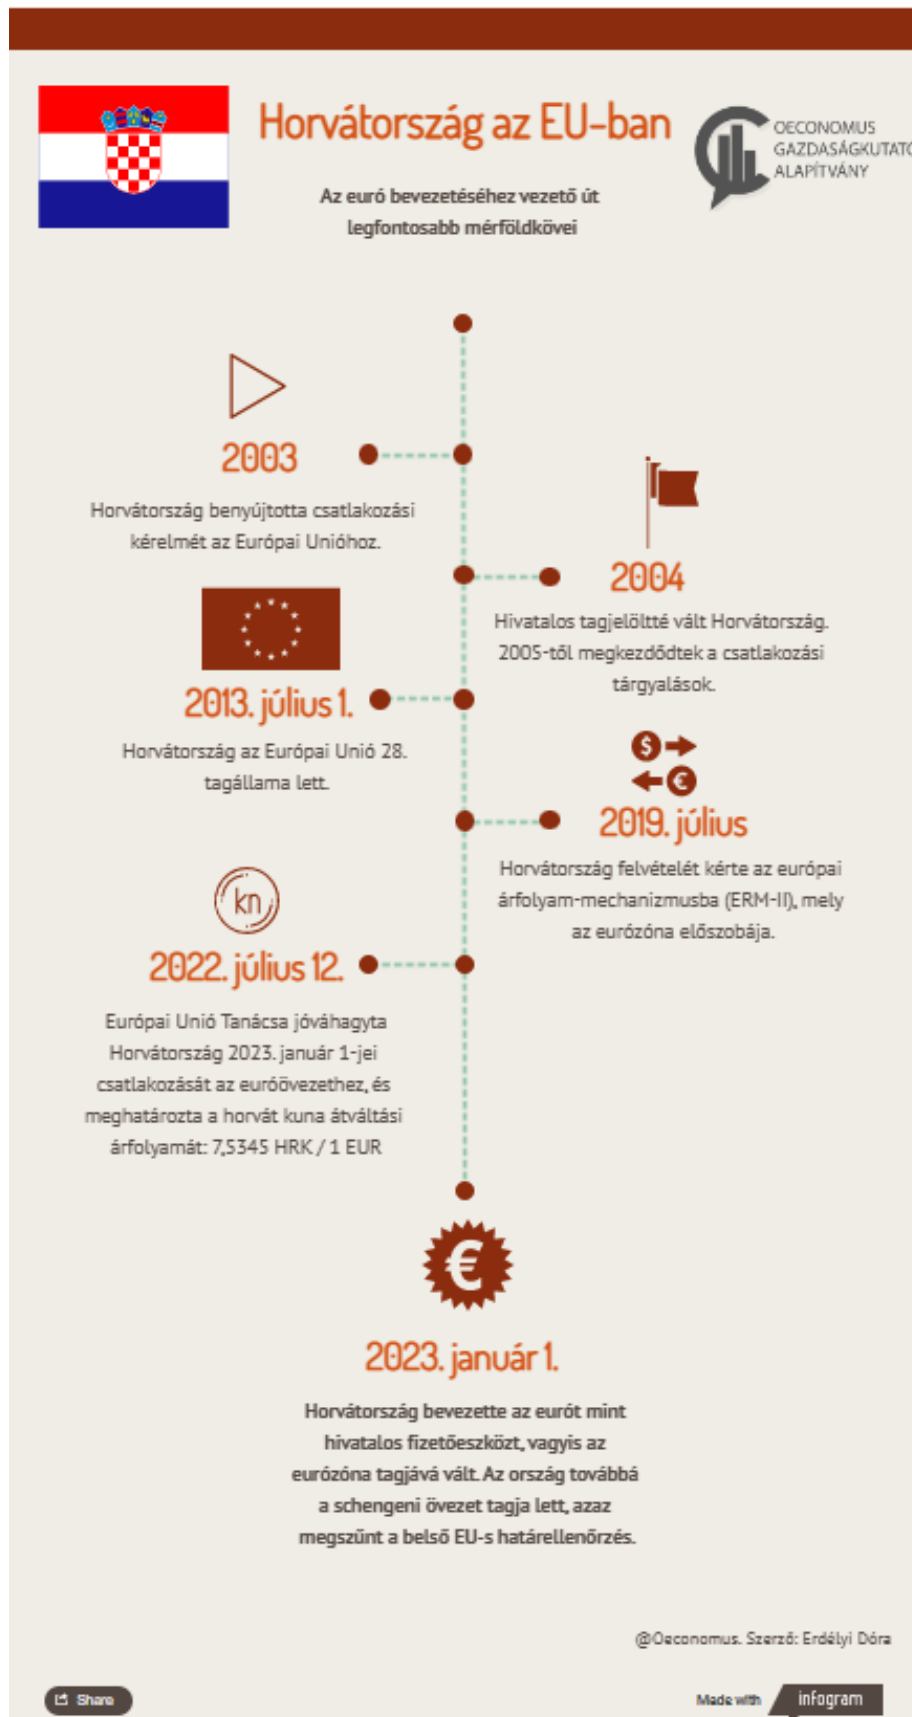 Horvátország az EU-ban
OECONOMUS
GAZDASÁGKUTATÓ
ALAPÍTVÁNY
Az euró bevezetéséhez vezető út
legfontosabb mérföldkövei
2003
Horvátország benyújtotta csatlakozási
kérelmét az Európai Unióhoz.
2004
Hivatalos tagjelöltté vált Horvátország.
2005-től megkezdődtek a csatlakozási
tárgyalások.
2013. július 1.
Horvátország az Európai Unió 28.
tagállama lett.
$
€
2019. július
Horvátország felvételét kérte az európai
árfolyam-mechanizmusba (ERM-II), mely
az eurózóna előszobája.
kn
2022. július 12.
Európai Unió Tanácsa jóváhagyta
Horvátország 2023. január 1-jei
csatlakozását az euróövezethez, és
meghatározta a horvát kuna átváltási
árfolyamát: 7,5345 HRK / 1 EUR
€
2023. január 1.
Horvátország bevezette az eurót mint
hivatalos fizetőeszközt, vagyis az
eurózóna tagjává vált. Az ország továbbá
a schengeni övezet tagja lett, azaz
megszűnt a belső EU-s határellenőrzés.
@Oeconomus. Szerző: Erdélyi Dóra
Share
Made with infogram